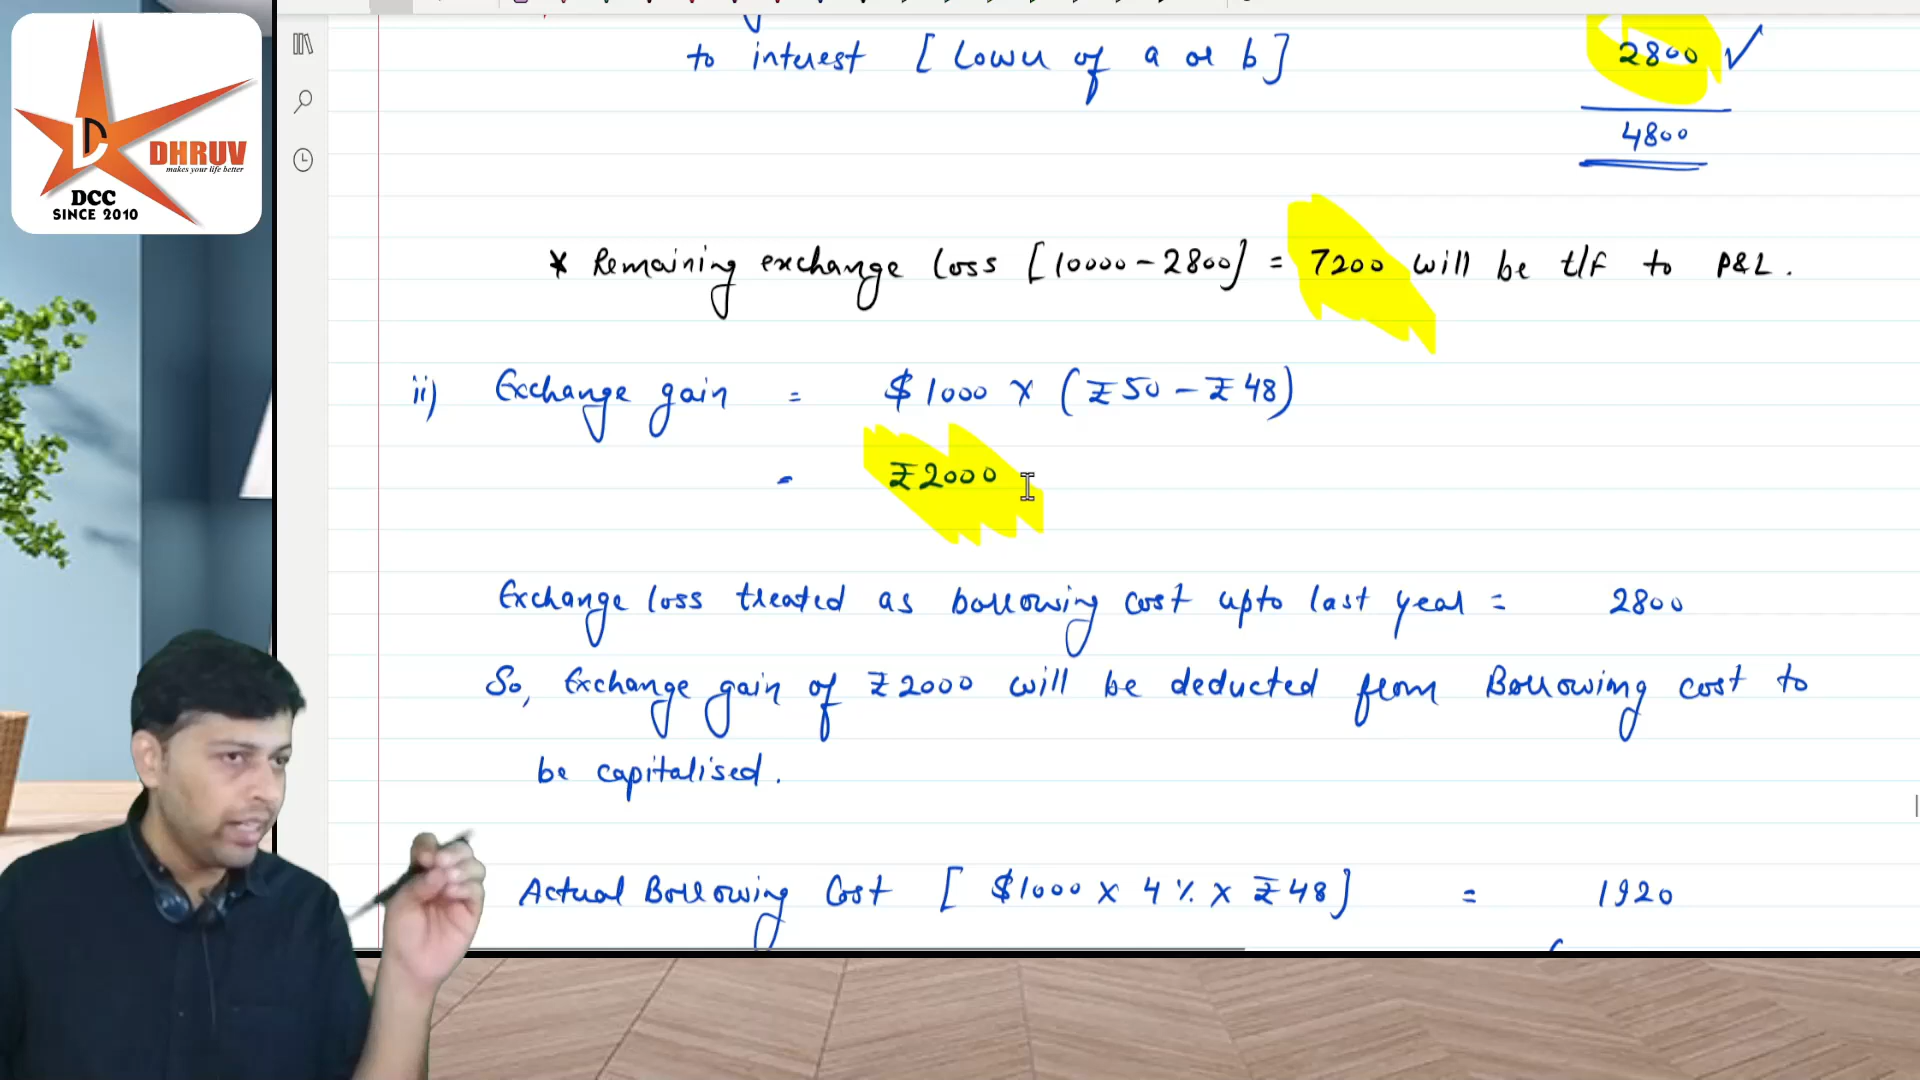 DHRUV
makes your life better
DCC
SINCE 2010
to interest [Lower of a or b] 2800 ✓
4800
* Remaining exchange loss [10000-2800] = 7200 will be t/f to P&L.
ii) Exchange gain = $1000 x (₹50 - ₹48)
= ₹2000
Exchange loss treated as borrowing cost upto last year = 2800
So, Exchange gain of ₹2000 will be deducted from Borrowing cost to
be capitalised.
Actual Borrowing Cost [$1000 x 4% x ₹48] = 1920